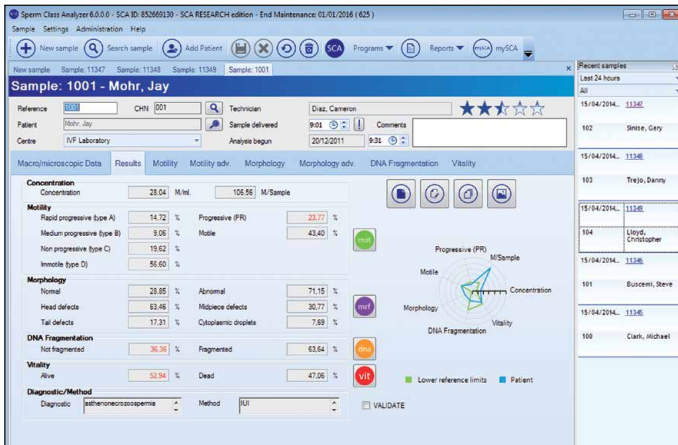 Sperm Class Analyzer 6.0.0.0 - SCA ID: 852669130 - SCA RESEARCH edition - End Maintenance: 01/01/2016 ( 625 )
Sample Settings Administration Help
New sample Search sample Add Patient SCA Programs Reports mySCA mySCA
New sample Sample: 11347 Sample: 11348 Sample: 11349 Sample: 1001
Sample: 1001 - Mohr, Jay
Reference 1001 CHN 001 Technician Diaz, Cameron
Patient Mohr, Jay Sample delivered 9:01 Comments
Centre IVF Laboratory Analysis begun 20/12/2011 9:31
Macro/microscopic Data Results Motility Motility adv. Morphology Morphology adv. DNA Fragmentation Vitality
Concentration
Concentration 28,04 M/ml. 106,56 M/Sample
Motility
Rapid progressive (type A) 14,72 % Progressive (PR) 23,77 %
Medium progressive (type B) 9,06 % Motile 43,40 % mot
Non progressive (type C) 19,62 %
Immotile (type D) 56,60 %
Morphology
Normal 28,85 % Abnormal 71,15 %
Head defects 63,46 % Midpiece defects 30,77 % mrf
Tail defects 17,31 % Cytoplasmic droplets 7,69 %
DNA Fragmentation
Not fragmented 36,36 % Fragmented 63,64 % dna
Vitality
Alive 52,94 % Dead 47,06 % vit
Diagnostic/Method
Diagnostic asthenonecrozoospermia Method IUI VALIDATE
Progressive (PR)
M/Sample
Motile
Concentration
Morphology
Vitality
DNA Fragmentation
Lower reference limits Patient
Recent samples
Last 24 hours
All
15/04/201... 11347
102 Sinise, Gary
15/04/201... 11348
103 Trejo, Danny
15/04/201... 11349
104 Lloyd, Christopher
15/04/201... 11346
101 Buscemi, Steve
15/04/201... 11345
100 Clark, Michael